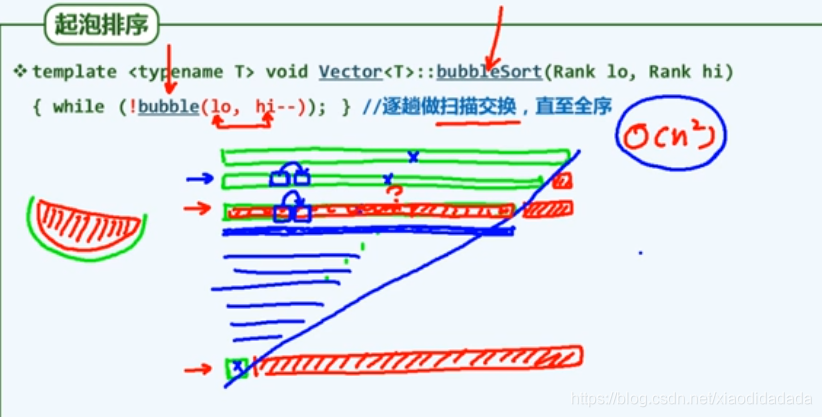 起泡排序
❖template <typename T> void Vector<T>::bubbleSort(Rank lo, Rank hi)
{ while (!bubble(lo, hi--)); } //逐趟做扫描交换，直至全序
O(n²)
x
x
?
x
https://blog.csdn.net/xiaodidadada